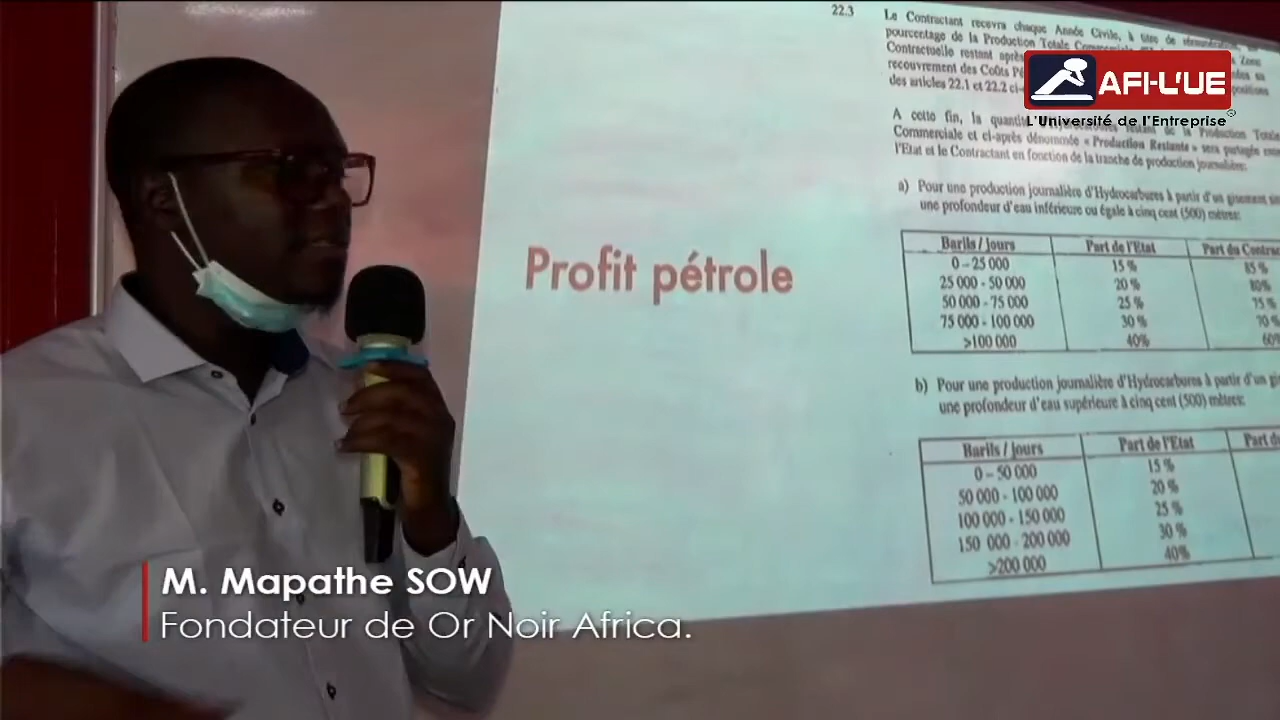 22.3
Le Contractant recevra chaque Année Civile, à titre de rémunération,
pourcentage de la Production Totale
Contractuelle restant après Zone
recouvrement des Coûts
des articles 22.1 et 22.2
AFI-L'UE
L'Université de l'Entreprise
A cette fin, la Totale
Commerciale et ci-après dénommée « Production Restante » sera partagée
l'Etat et le Contractant en fonction de la tranche de production journalière:
a) Pour une production journalière d'Hydrocarbures à partir d'un gisement
une profondeur d'eau inférieure ou égale à cinq cent (500) mètres:
Profit pétrole
Barils / jours Part de l'Etat Part du
0 – 25 000 15 % 85 %
25 000 - 50 000 20 % 80%
50 000 - 75 000 25 % 75 %
75 000 - 100 000 30 % 70 %
>100 000 40% 60%
b) Pour une production journalière d'Hydrocarbures à partir d'un
une profondeur d'eau supérieure à cinq cent (500) mètres:
Barils / jours Part de l'Etat Part
0 – 50 000 15 %
50 000 - 100 000 20 %
100 000 - 150 000 25 %
150 000 - 200 000 30 %
>200 000 40%
M. Mapathe SOW
Fondateur de Or Noir Africa.